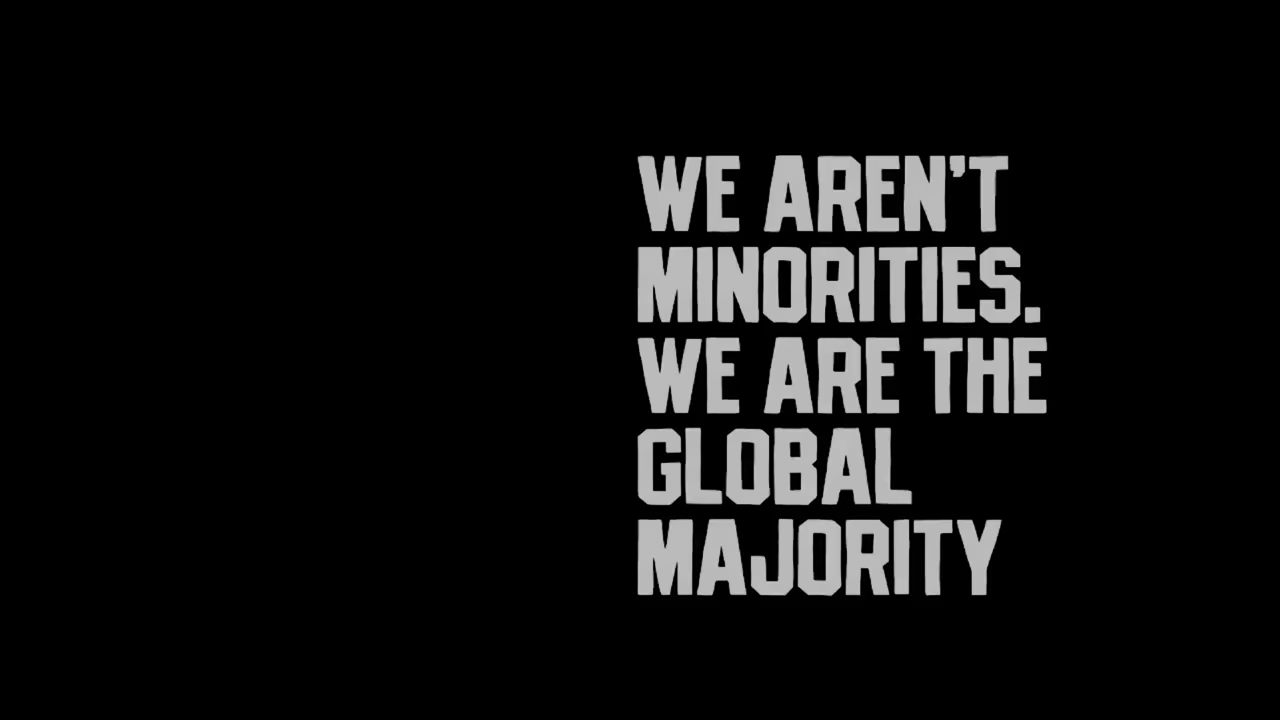 WE AREN'T
MINORITIES.
WE ARE THE
GLOBAL
MAJORITY